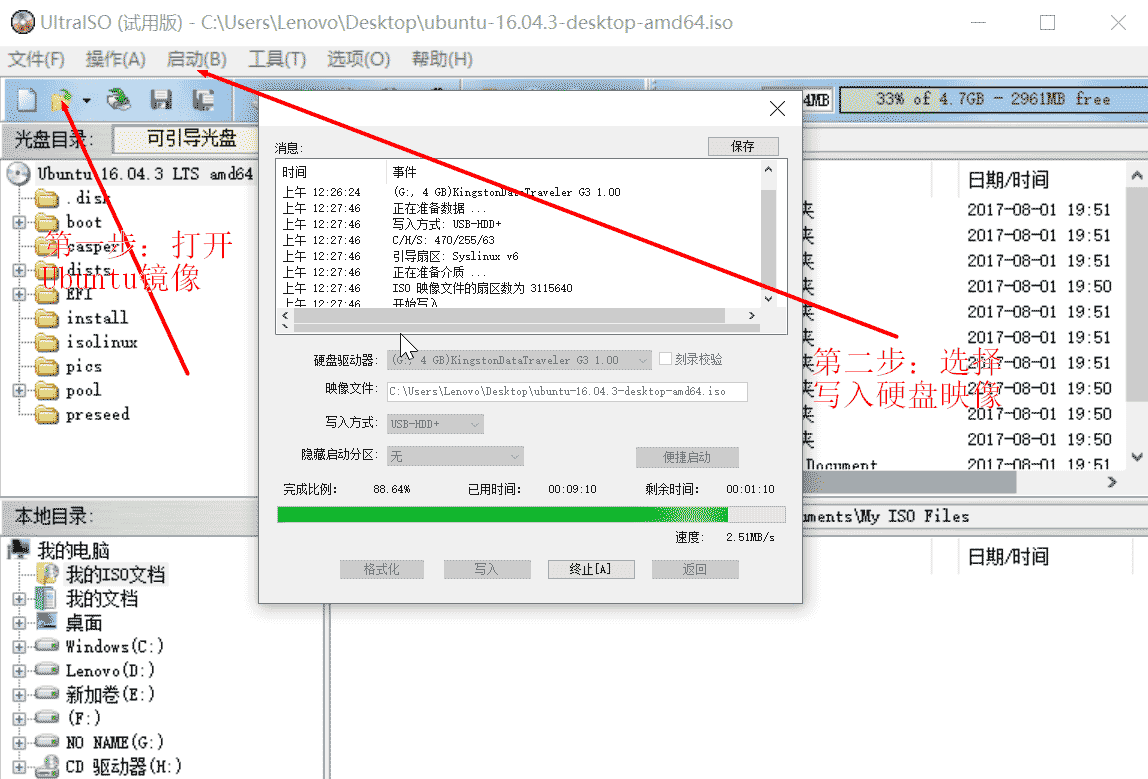 UltraISO (试用版) - C:\Users\Lenovo\Desktop\ubuntu-16.04.3-desktop-amd64.iso
文件(F) 操作(A) 启动(B) 工具(T) 选项(O) 帮助(H)
4MB 33% of 4.7GB - 2961MB free
光盘目录: 可引导光盘
Ubuntu 16.04.3 LTS amd64
.disk
boot
casper
dists
EFI
install
isolinux
pics
pool
preseed
第一步：打开
Ubuntu镜像
消息:
保存
时间 事件
上午 12:26:24 (G:, 4 GB)KingstonDataTraveler G3 1.00
上午 12:27:46 正在准备数据 ...
上午 12:27:46 写入方式: USB-HDD+
上午 12:27:46 C/H/S: 470/255/63
上午 12:27:46 引导扇区: Syslinux v6
上午 12:27:46 正在准备介质 ...
上午 12:27:46 ISO 映像文件的扇区数为 3115640
上午 12:27:46 开始写入
硬盘驱动器: (G:, 4 GB)KingstonDataTraveler G3 1.00 刻录校验
映像文件: C:\Users\Lenovo\Desktop\ubuntu-16.04.3-desktop-amd64.iso
写入方式: USB-HDD+
隐藏启动分区: 无 便捷启动
完成比例: 88.64% 已用时间: 00:09:10 剩余时间: 00:01:10
速度: 2.51MB/s
格式化 写入 终止[A] 返回
日期/时间
夹 2017-08-01 19:51
夹 2017-08-01 19:51
夹 2017-08-01 19:51
夹 2017-08-01 19:50
夹 2017-08-01 19:51
夹 2017-08-01 19:51
夹 2017-08-01 19:51
夹 2017-08-01 19:50
夹 2017-08-01 19:50
夹 2017-08-01 19:50
Document 2017-08-01 19:51
第二步：选择
写入硬盘映像
本地目录:
uments\My ISO Files
我的电脑
我的ISO文档
我的文档
桌面
Windows(C:)
Lenovo(D:)
新加卷(E:)
(F:)
NO NAME(G:)
CD 驱动器(H:)
日期/时间